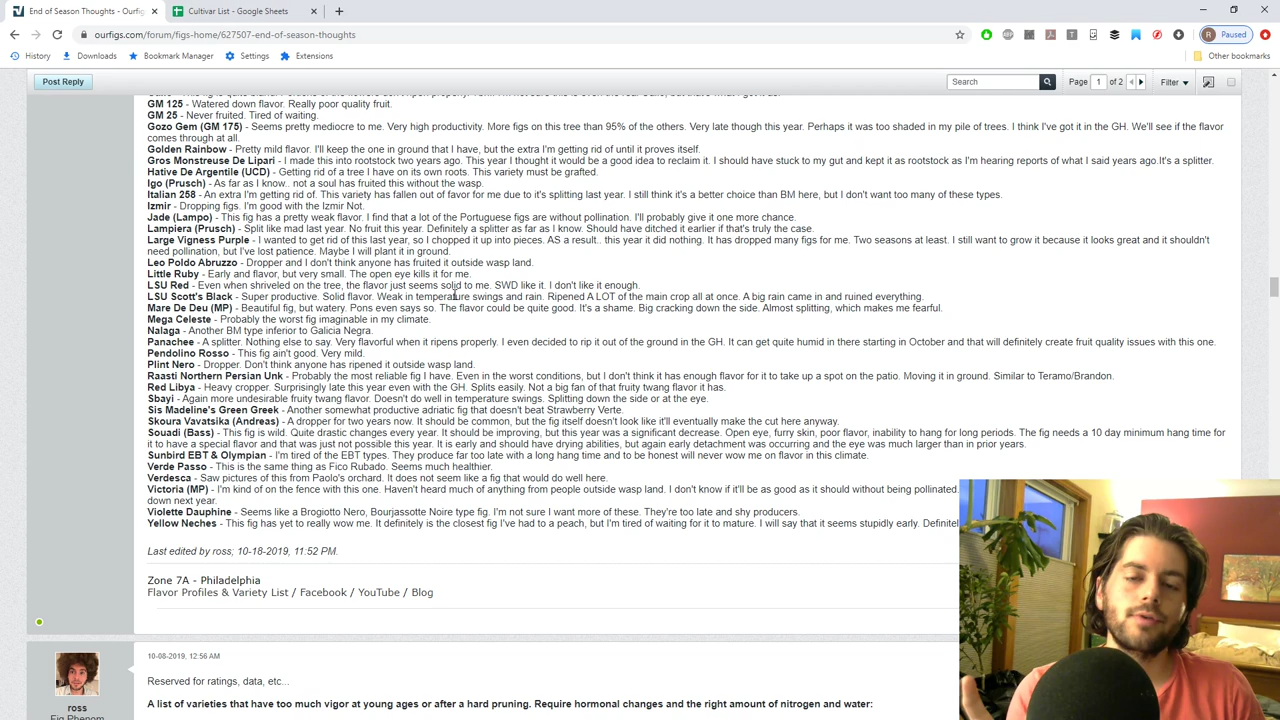 End of Season Thoughts - Ourfigs.c
Cultivar List - Google Sheets
ourfigs.com/forum/figs-home/627507-end-of-season-thoughts
R Paused
History Downloads Bookmark Manager Settings Extensions Other bookmarks
Post Reply Search Page 1 of 2 Filter
GM 125 - Watered down flavor. Really poor quality fruit.
GM 25 - Never fruited. Tired of waiting.
Gozo Gem (GM 175) - Seems pretty mediocre to me. Very high productivity. More figs on this tree than 95% of the others. Very late though this year. Perhaps it was too shaded in my pile of trees. I think I've got it in the GH. We'll see if the flavor
comes through at all.
Golden Rainbow - Pretty mild flavor. I'll keep the one in ground that I have, but the extra I'm getting rid of until it proves itself.
Gros Monstreuse De Lipari - I made this into rootstock two years ago. This year I thought it would be a good idea to reclaim it. I should have stuck to my gut and kept it as rootstock as I'm hearing reports of what I said years ago.It's a splitter.
Hative De Argentile (UCD) - Getting rid of a tree I have on its own roots. This variety must be grafted.
Igo (Prusch) - As far as I know.. not a soul has fruited this without the wasp.
Italian 258 - An extra I'm getting rid of. This variety has fallen out of favor for me due to it's splitting last year. I still think it's a better choice than BM here, but I don't want too many of these types.
Izmir - Dropping figs. I'm good with the Izmir Not.
Jade (Lampo) - This fig has a pretty weak flavor. I find that a lot of the Portuguese figs are without pollination. I'll probably give it one more chance.
Lampiera (Prusch) - Split like mad last year. No fruit this year. Definitely a splitter as far as I know. Should have ditched it earlier if that's truly the case.
Large Vigness Purple - I wanted to get rid of this last year, so I chopped it up into pieces. AS a result.. this year it did nothing. It has dropped many figs for me. Two seasons at least. I still want to grow it because it looks great and it shouldn't
need pollination, but I've lost patience. Maybe I will plant it in ground.
Leo Poldo Abruzzo - Dropper and I don't think anyone has fruited it outside wasp land.
Little Ruby - Early and flavor, but very small. The open eye kills it for me.
LSU Red - Even when shriveled on the tree, the flavor just seems solid to me. SWD like it. I don't like it enough.
LSU Scott's Black - Super productive. Solid flavor. Weak in temperature swings and rain. Ripened A LOT of the main crop all at once. A big rain came in and ruined everything.
Mare De Deu (MP) - Beautiful fig, but watery. Pons even says so. The flavor could be quite good. It's a shame. Big cracking down the side. Almost splitting, which makes me fearful.
Mega Celeste - Probably the worst fig imaginable in my climate.
Nalaga - Another BM type inferior to Galicia Negra.
Panachee - A splitter. Nothing else to say. Very flavorful when it ripens properly. I even decided to rip it out of the ground in the GH. It can get quite humid in there starting in October and that will definitely create fruit quality issues with this one.
Pendolino Rosso - This fig ain't good. Very mild.
Plint Nero - Dropper. Don't think anyone has ripened it outside wasp land.
Raasti Northern Persian Unk - Probably the most reliable fig I have. Even in the worst conditions, but I don't think it has enough flavor for it to take up a spot on the patio. Moving it in ground. Similar to Teramo/Brandon.
Red Libya - Heavy cropper. Surprisingly late this year even with the GH. Splits easily. Not a big fan of that fruity twang flavor it has.
Sbayi - Again more undesirable fruity twang flavor. Doesn't do well in temperature swings. Splitting down the side or at the eye.
Sis Madeline's Green Greek - Another somewhat productive adriatic fig that doesn't beat Strawberry Verte.
Skoura Vavatsika (Andreas) - A dropper for two years now. It should be common, but the fig itself doesn't look like it'll eventually make the cut here anyway.
Souadi (Bass) - This fig is wild. Quite drastic changes every year. It should be improving, but this year was a significant decrease. Open eye, furry skin, poor flavor, inability to hang for long periods. The fig needs a 10 day minimum hang time for
it to have a special flavor and that was just not possible this year. It is early and should have drying abilities, but again early detachment was occurring and the eye was much larger than in prior years.
Sunbird EBT & Olympian - I'm tired of the EBT types. They produce far too late with a long hang time and to be honest will never wow me on flavor in this climate.
Verde Passo - This is the same thing as Fico Rubado. Seems much healthier.
Verdesca - Saw pictures of this from Paolo's orchard. It does not seem like a fig that would do well here.
Victoria (MP) - I'm kind of on the fence with this one. Haven't heard much of anything from people outside wasp land. I don't know if it'll be as good as it should without being pollinated.
down next year.
Violette Dauphine - Seems like a Brogiotto Nero, Bourjassotte Noire type fig. I'm not sure I want more of these. They're too late and shy producers.
Yellow Neches - This fig has yet to really wow me. It definitely is the closest fig I've had to a peach, but I'm tired of waiting for it to mature. I will say that it seems stupidly early.
Last edited by ross; 10-18-2019, 11:52 PM.
Zone 7A - Philadelphia
Flavor Profiles & Variety List / Facebook / YouTube / Blog
10-08-2019, 12:56 AM
Reserved for ratings, data, etc...
ross
Fig Phenom
A list of varieties that have too much vigor at young ages or after a hard pruning. Require hormonal changes and the right amount of nitrogen and water: